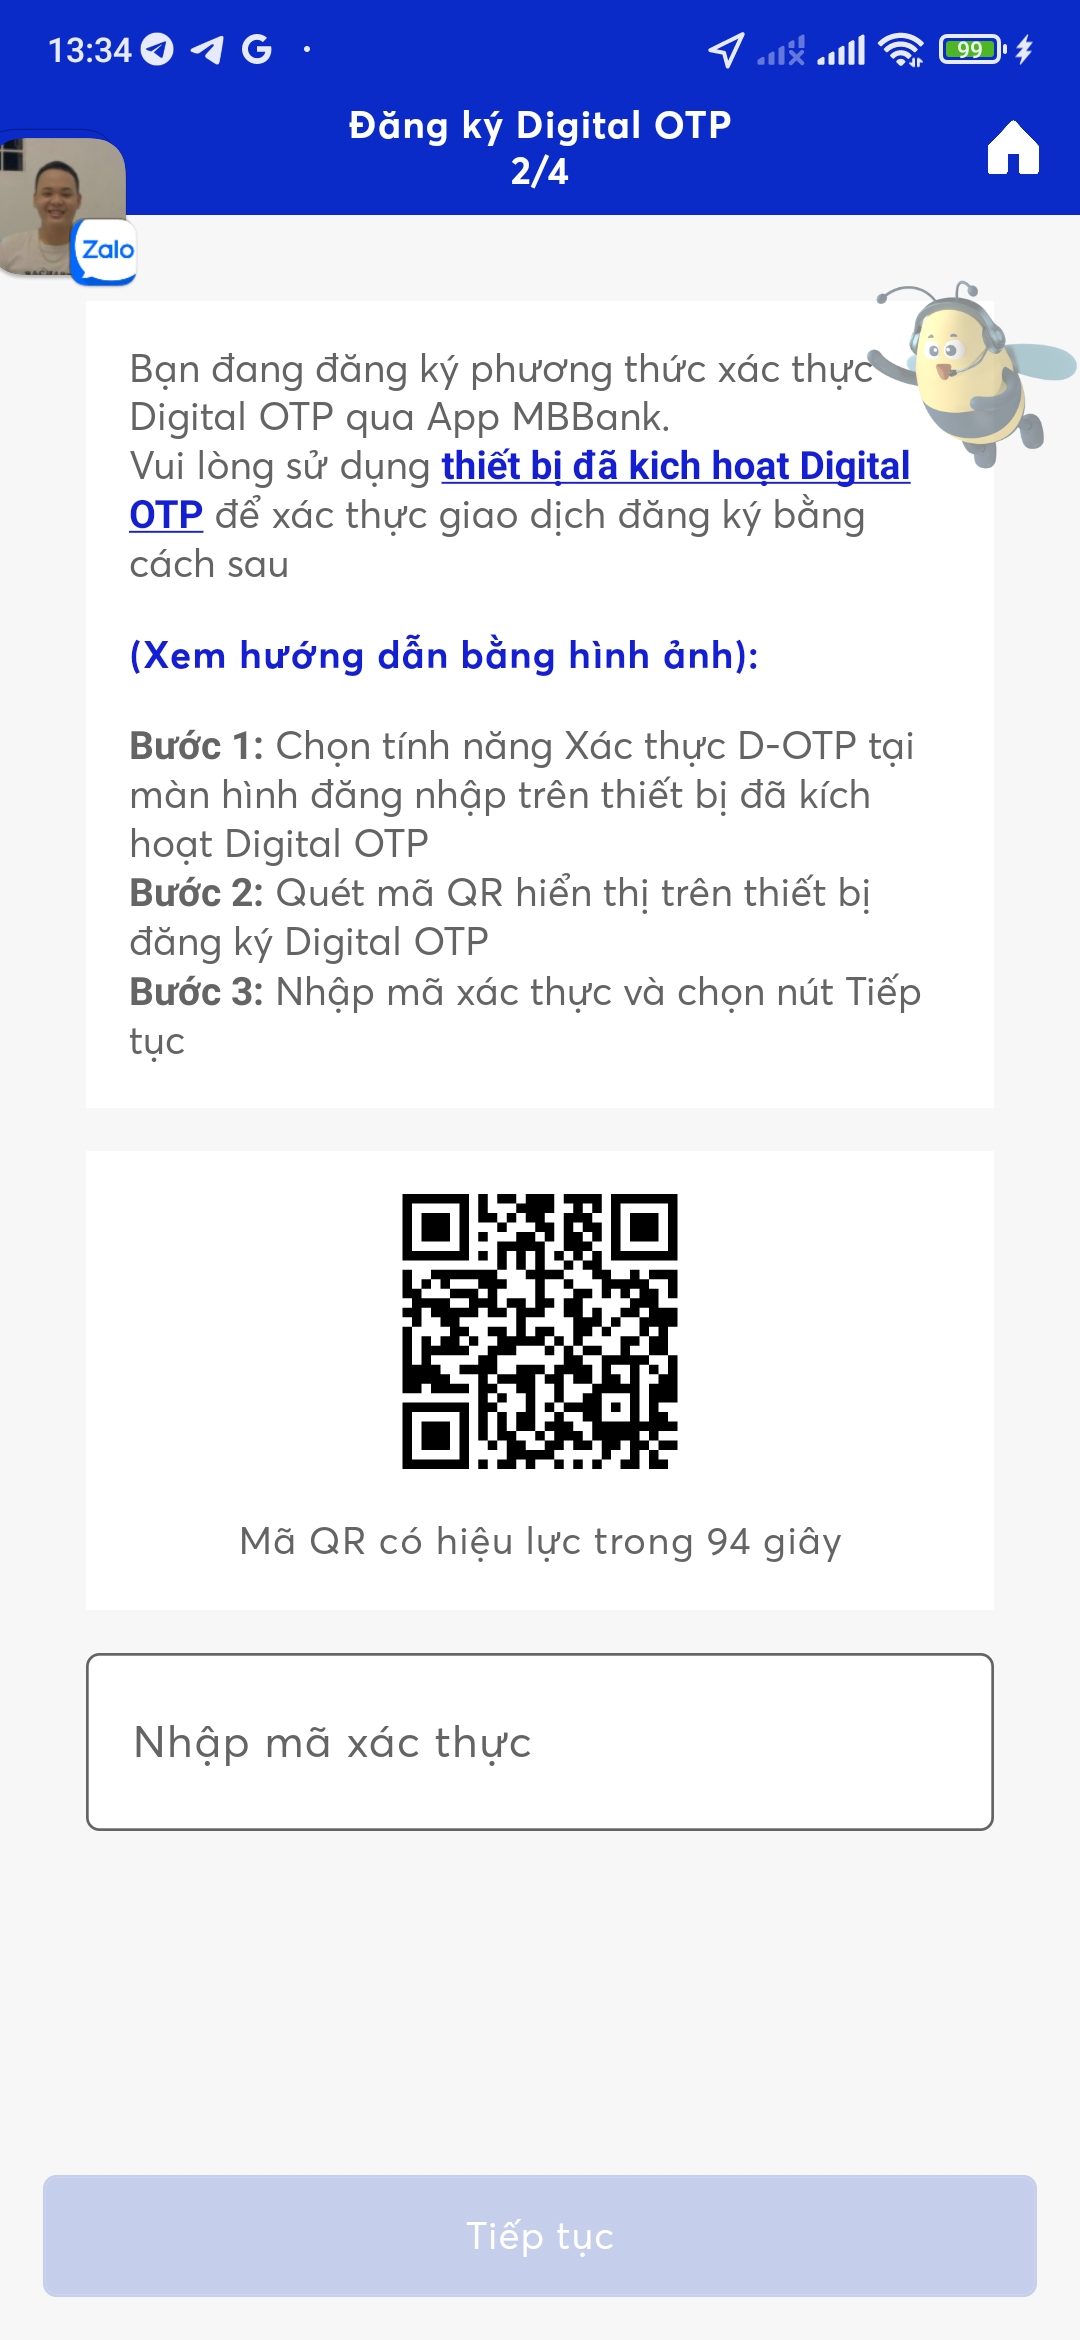 13:34
99
Đăng ký Digital OTP
2/4
Zalo
Bạn đang đăng ký phương thức xác thực
Digital OTP qua App MBBank.
Vui lòng sử dụng thiết bị đã kich hoạt Digital
OTP để xác thực giao dịch đăng ký bằng
cách sau
(Xem hướng dẫn bằng hình ảnh):
Bước 1: Chọn tính năng Xác thực D-OTP tại
màn hình đăng nhập trên thiết bị đã kích
hoạt Digital OTP
Bước 2: Quét mã QR hiển thị trên thiết bị
đăng ký Digital OTP
Bước 3: Nhập mã xác thực và chọn nút Tiếp
tục
Mã QR có hiệu lực trong 94 giây
Nhập mã xác thực
Tiếp tục